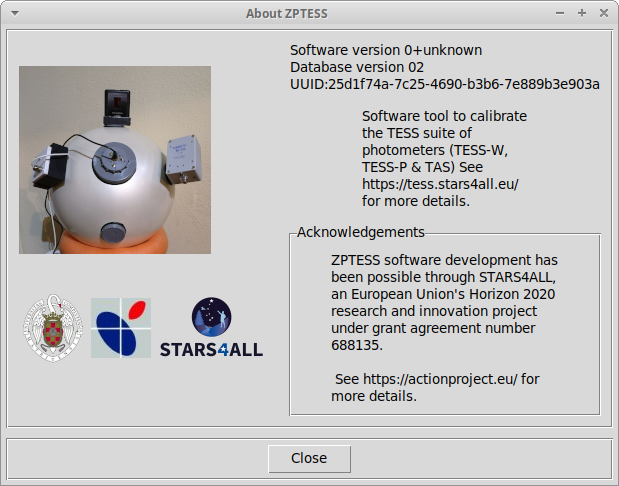 About ZPTESS
Software version 0+unknown
Database version 02
UUID:25d1f74a-7c25-4690-b3b6-7e889b3e903a
Software tool to calibrate
the TESS suite of
photometers (TESS-W,
TESS-P & TAS) See
https://tess.stars4all.eu/
for more details.
Acknowledgements
ZPTESS software development has
been possible through STARS4ALL,
an European Union's Horizon 2020
research and innovation project
under grant agreement number
688135.
See https://actionproject.eu/ for
more details.
STARS4ALL
Close